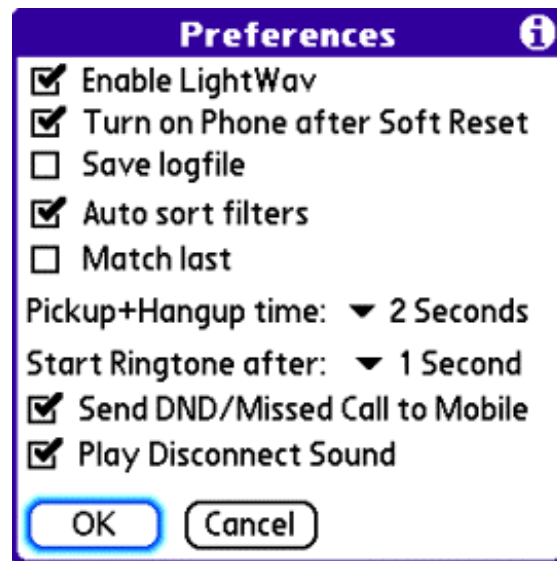 Preferences
Enable LightWav
Turn on Phone after Soft Reset
Save logfile
Auto sort filters
Match last
Pickup+Hangup time: 2 Seconds
Start Ringtone after: 1 Second
Send DND/Missed Call to Mobile
Play Disconnect Sound
OK Cancel